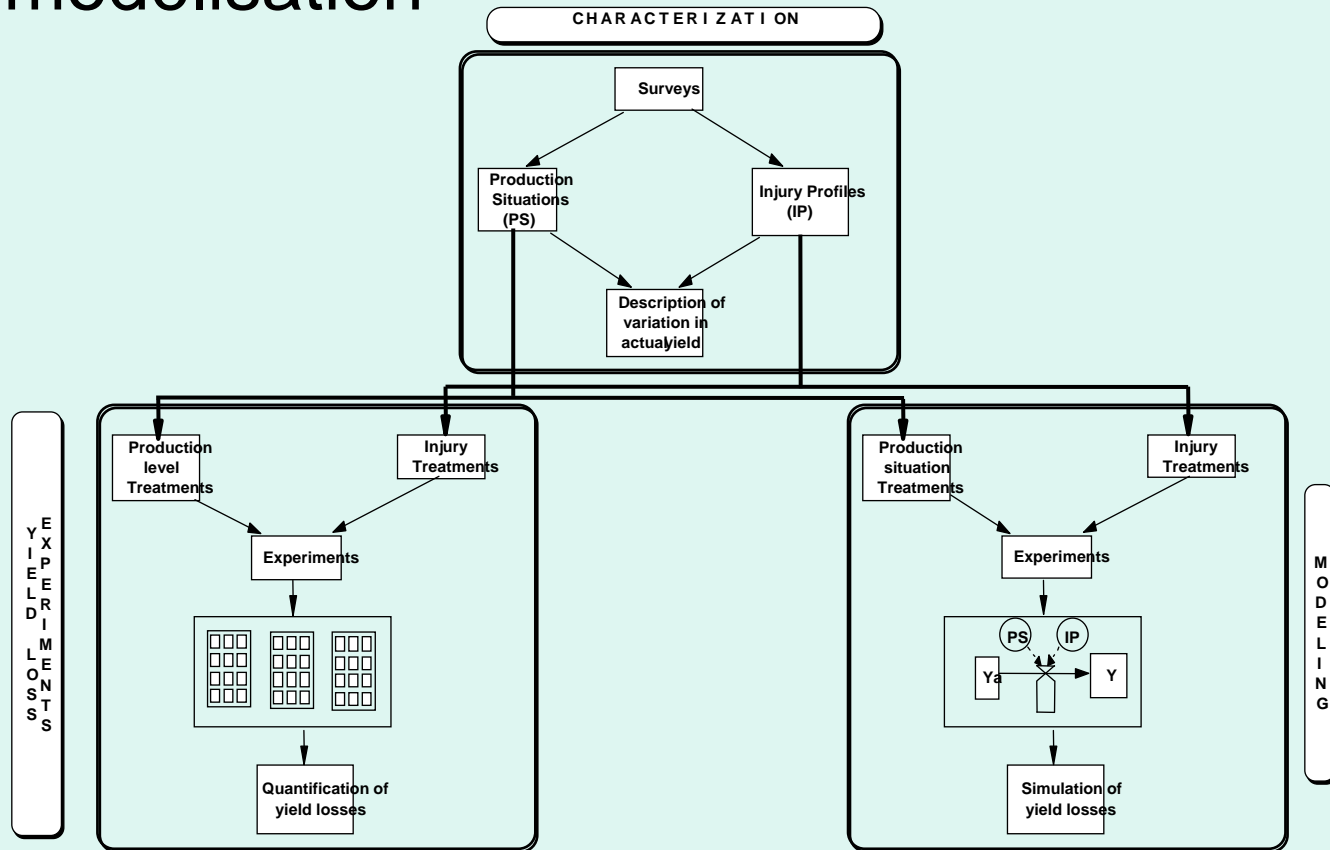 modelisation
CHARACTERIZATION
Surveys
Production
Situations
(PS)
Injury Profiles
(IP)
Description of
variation in
actualyield
YIELD LOSS
EXPERIMENTS
Production
level
Treatments
Injury
Treatments
Experiments
Quantification of
yield losses
Production
situation
Treatments
Injury
Treatments
Experiments
PS
IP
Ya
Y
Simulation of
yield losses
MODELING